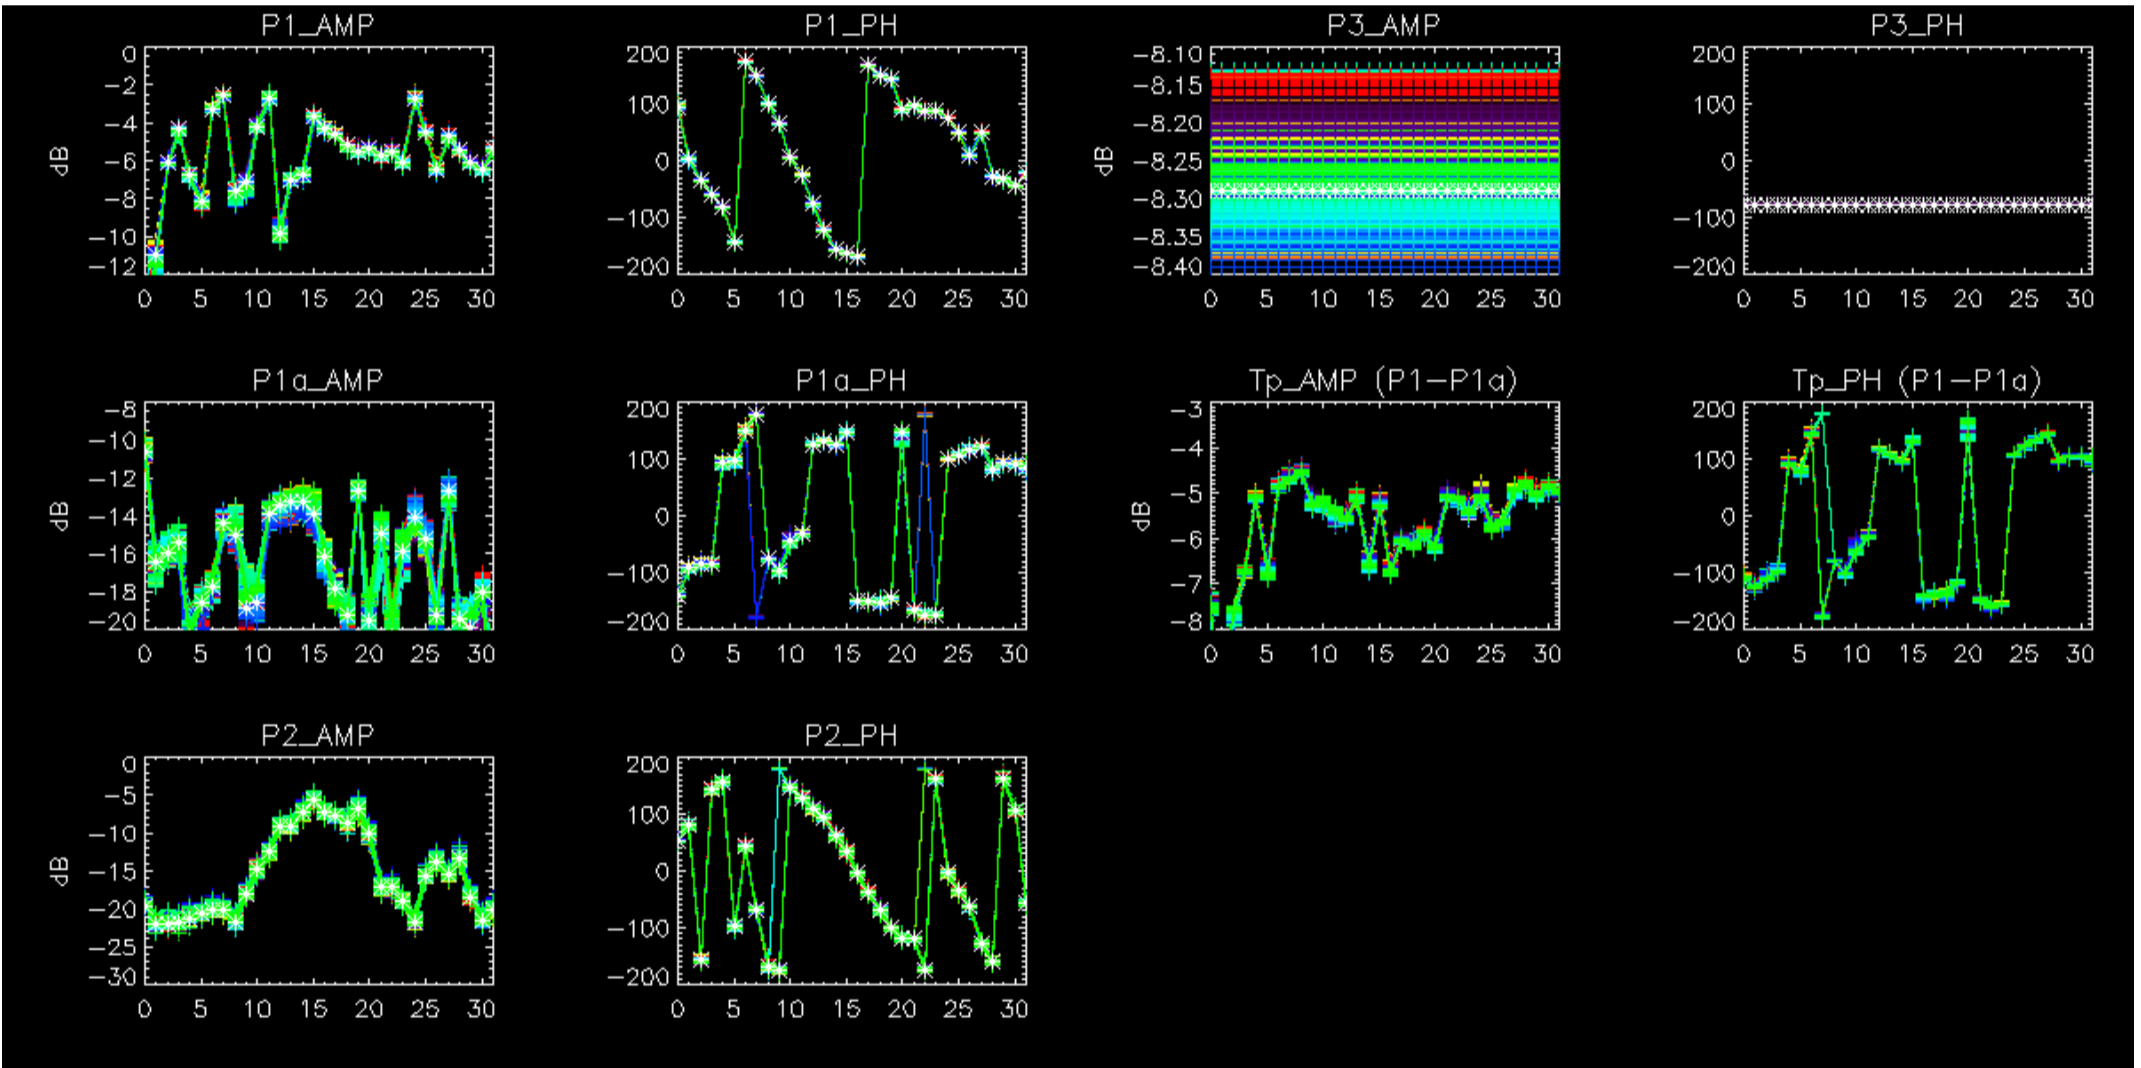 P1_AMP
P1_PH
P3_AMP
P3_PH
0
−2
−4
−6
−8
−10
−12
dB
0 5 10 15 20 25 30
200
100
0
−100
−200
0 5 10 15 20 25 30
−8.10
−8.15
−8.20
−8.25
−8.30
−8.35
−8.40
dB
0 5 10 15 20 25 30
200
100
0
−100
−200
0 5 10 15 20 25 30
P1a_AMP
P1a_PH
Tp_AMP (P1−P1a)
Tp_PH (P1−P1a)
−8
−10
−12
−14
−16
−18
−20
dB
0 5 10 15 20 25 30
200
100
0
−100
−200
0 5 10 15 20 25 30
−3
−4
−5
−6
−7
−8
dB
0 5 10 15 20 25 30
200
100
0
−100
−200
0 5 10 15 20 25 30
P2_AMP
P2_PH
0
−5
−10
−15
−20
−25
−30
dB
0 5 10 15 20 25 30
200
100
0
−100
−200
0 5 10 15 20 25 30